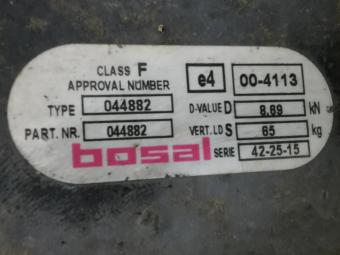 CLASS F e4 00-4113
APPROVAL NUMBER
TYPE 044882 D-VALUE D 8.69 kN
PART. NR. 044882 VERT. LD S 65 kg
bosal SERIE 42-25-15